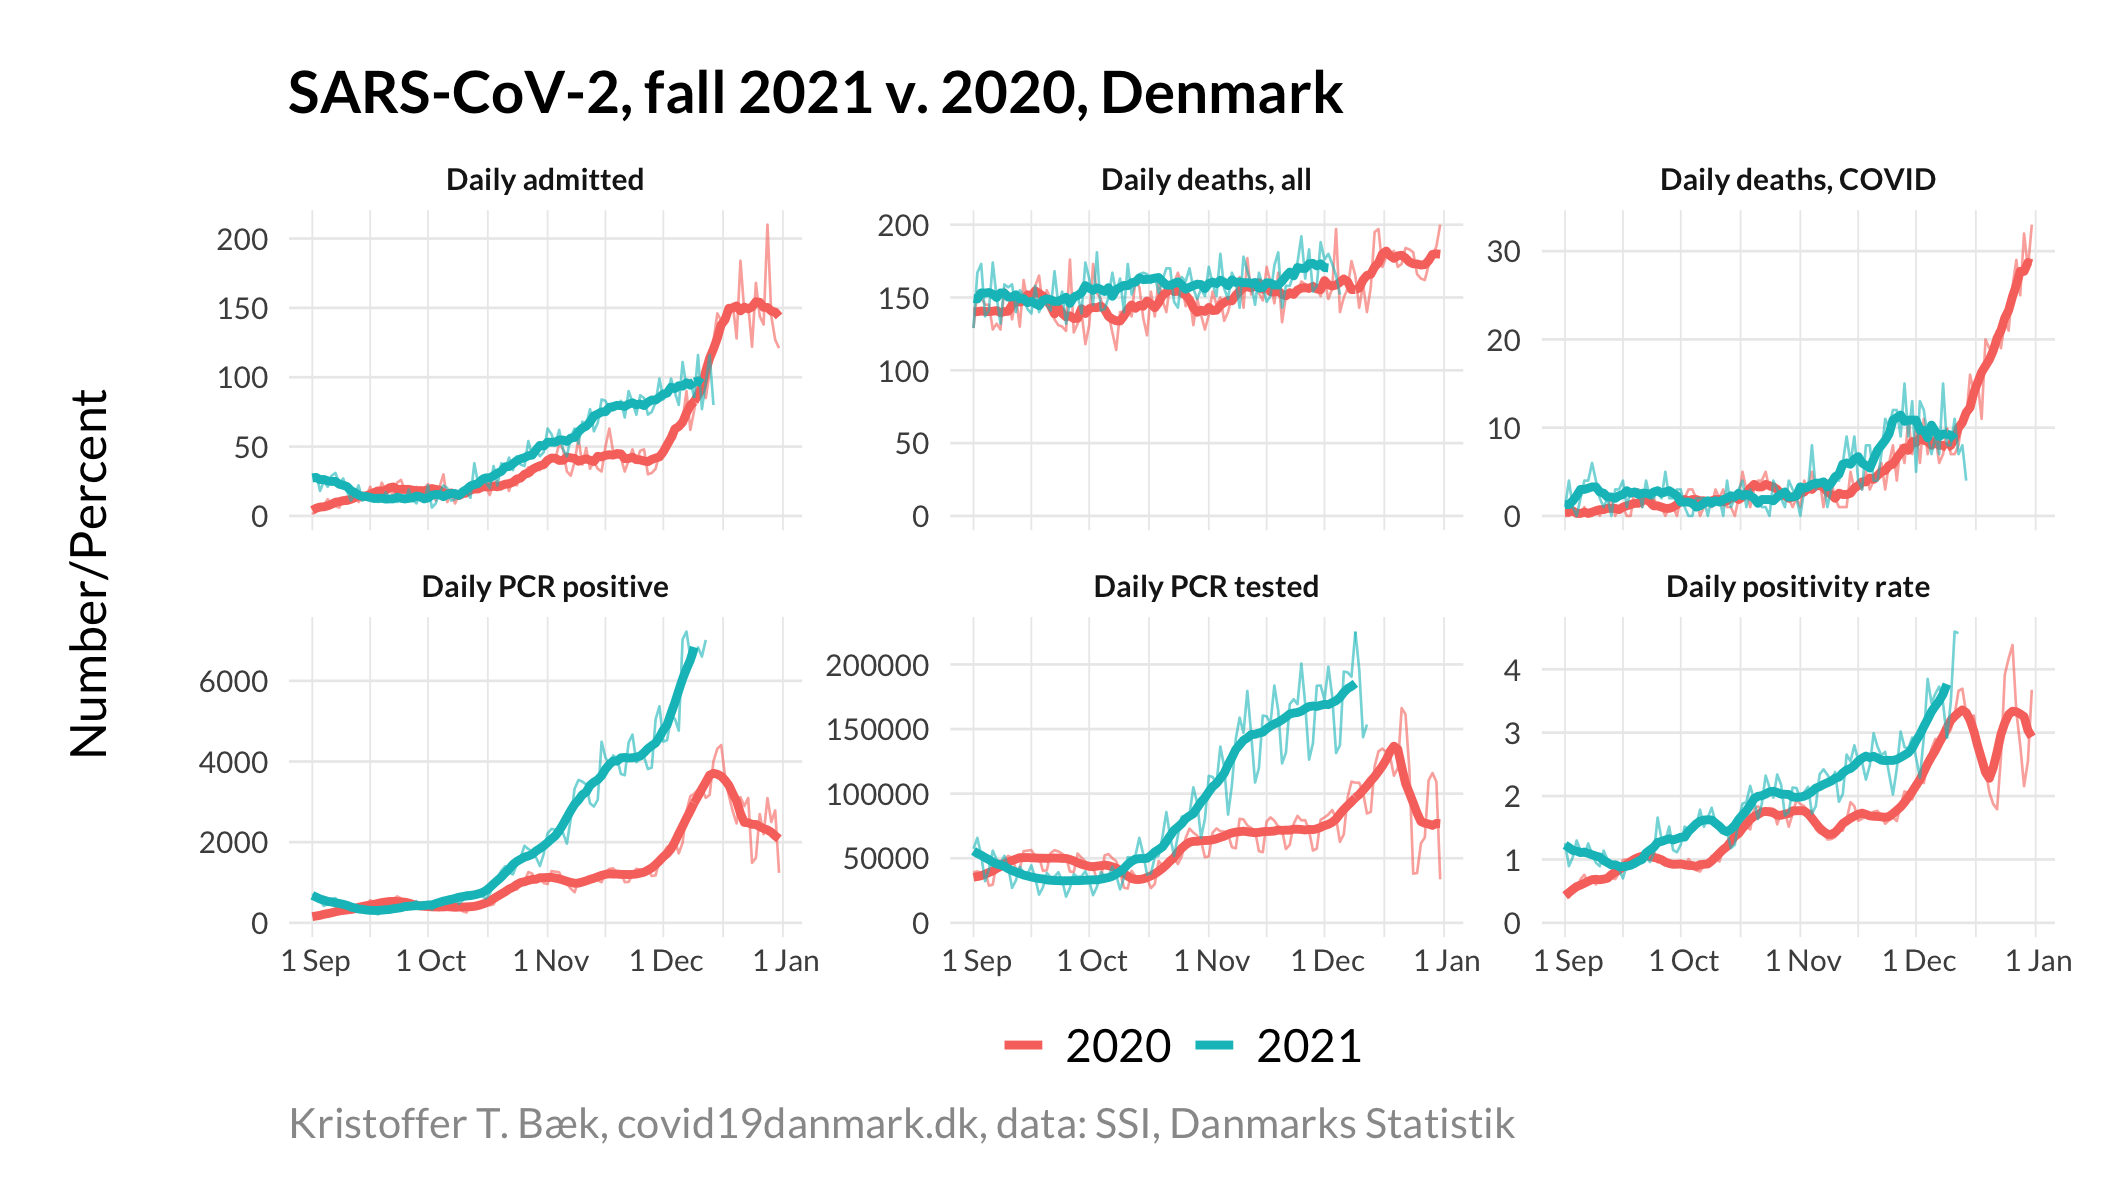 SARS-CoV-2, fall 2021 v. 2020, Denmark
Number/Percent
Daily admitted
200
150
100
50
0
Daily deaths, all
200
150
100
50
0
Daily deaths, COVID
30
20
10
0
Daily PCR positive
6000
4000
2000
0
1 Sep 1 Oct 1 Nov 1 Dec 1 Jan
Daily PCR tested
200000
150000
100000
50000
0
1 Sep 1 Oct 1 Nov 1 Dec 1 Jan
Daily positivity rate
4
3
2
1
0
1 Sep 1 Oct 1 Nov 1 Dec 1 Jan
2020 2021
Kristoffer T. Bæk, covid19danmark.dk, data: SSI, Danmarks Statistik